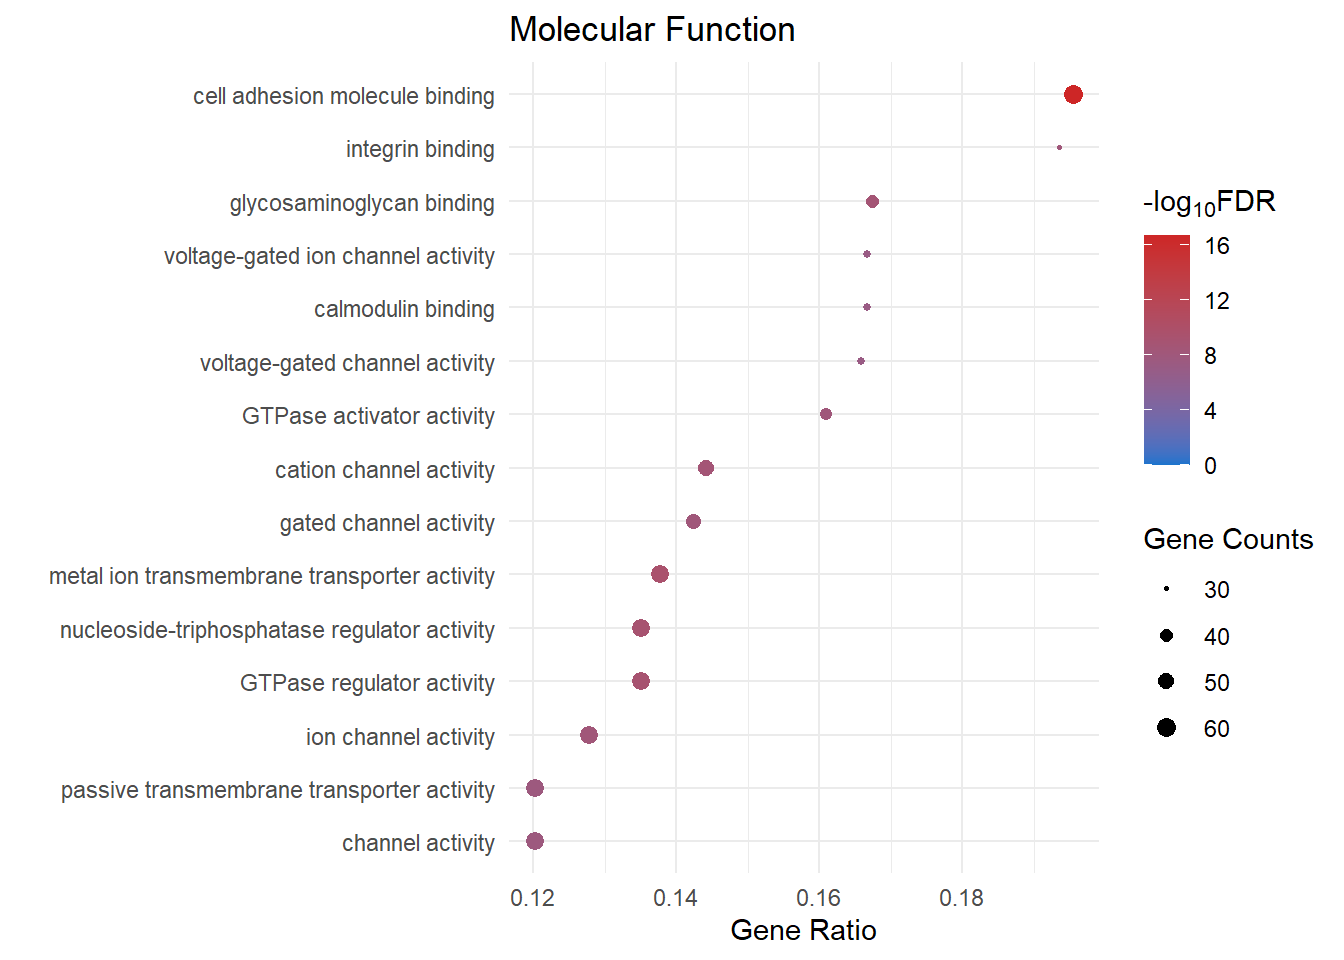 Molecular Function
cell adhesion molecule binding
integrin binding
glycosaminoglycan binding
voltage-gated ion channel activity
calmodulin binding
voltage-gated channel activity
GTPase activator activity
cation channel activity
gated channel activity
metal ion transmembrane transporter activity
nucleoside-triphosphatase regulator activity
GTPase regulator activity
ion channel activity
passive transmembrane transporter activity
channel activity
0.12 0.14 0.16 0.18
Gene Ratio
-log₁₀FDR
16
12
8
4
0
Gene Counts
30
40
50
60